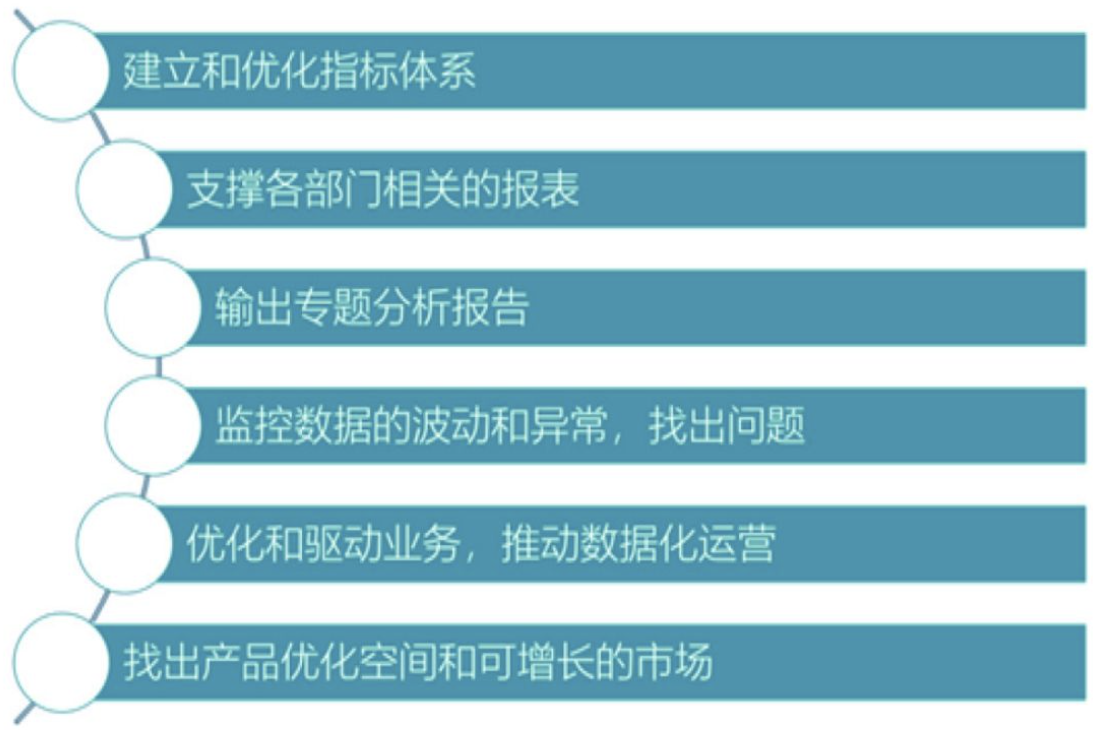 建立和优化指标体系
支撑各部门相关的报表
输出专题分析报告
监控数据的波动和异常，找出问题
优化和驱动业务，推动数据化运营
找出产品优化空间和可增长的市场